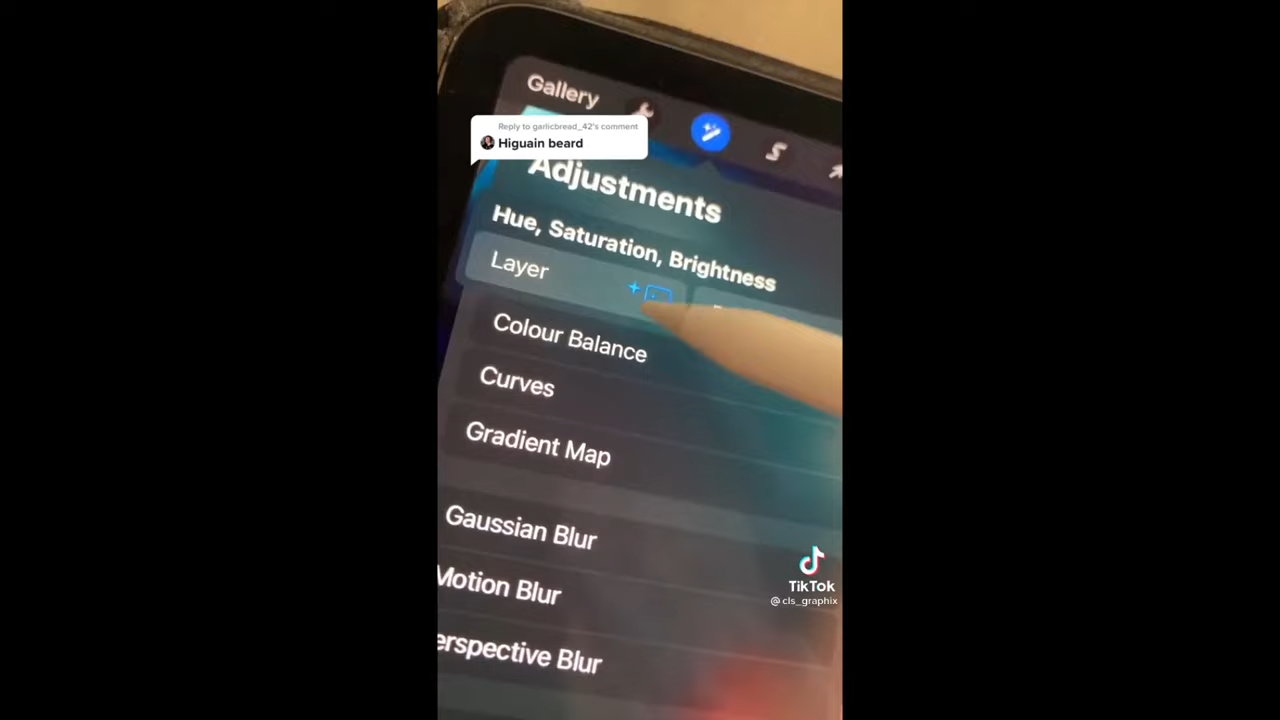 Gallery
Reply to garlicbread_42's comment
Higuain beard
Adjustments
Hue, Saturation, Brightness
Layer
Colour Balance
Curves
Gradient Map
Gaussian Blur
Motion Blur
erspective Blur
TikTok
@cls_graphix